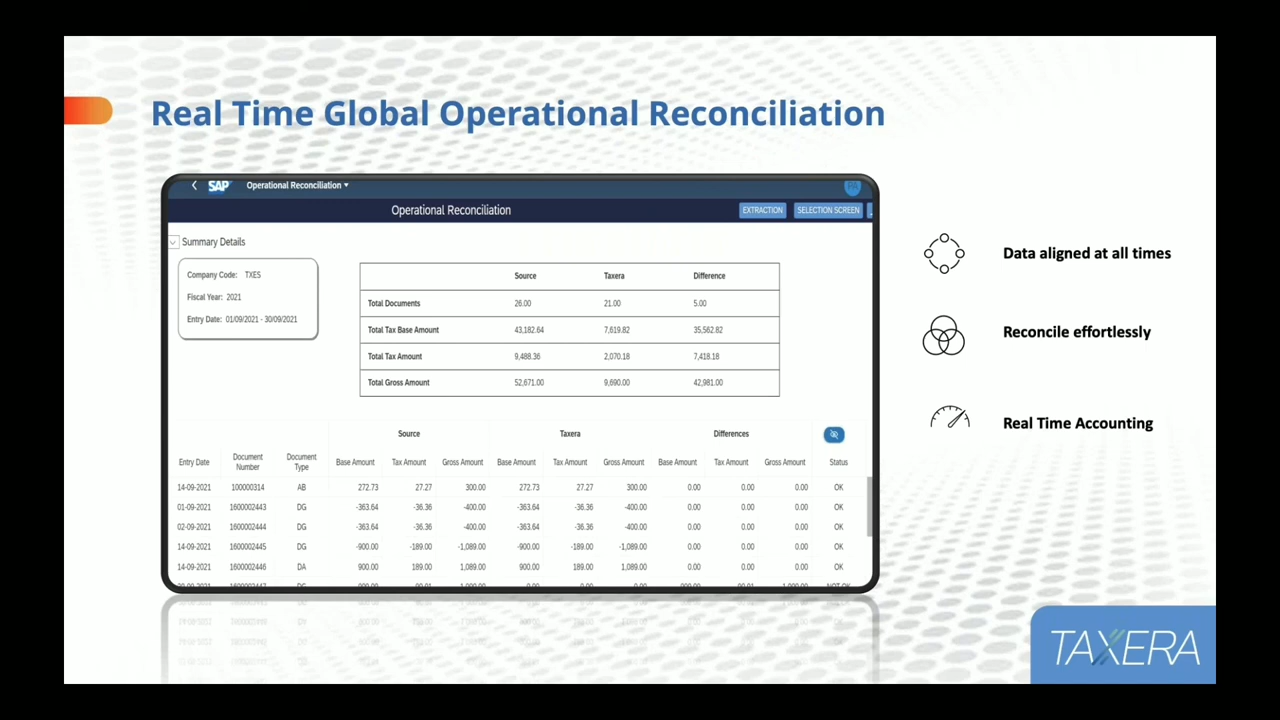 Real Time Global Operational Reconciliation
SAP Operational Reconciliation
Operational Reconciliation EXTRACTION SELECTION SCREEN
Summary Details
Company Code: TXES
Fiscal Year: 2021
Entry Date: 01/09/2021 - 30/09/2021
Source Taxera Difference
Total Documents 26.00 21.00 5.00
Total Tax Base Amount 43,182.64 7,619.82 35,562.82
Total Tax Amount 9,488.36 2,070.18 7,418.18
Total Gross Amount 52,671.00 9,690.00 42,981.00
Source Taxera Differences
Entry Date Document Number Document Type Base Amount Tax Amount Gross Amount Base Amount Tax Amount Gross Amount Base Amount Tax Amount Gross Amount Status
14-09-2021 100000314 AB 272.73 27.27 300.00 272.73 27.27 300.00 0.00 0.00 0.00 OK
01-09-2021 1600002443 DG -363.64 -36.36 -400.00 -363.64 -36.36 -400.00 0.00 0.00 0.00 OK
02-09-2021 1600002444 DG -363.64 -36.36 -400.00 -363.64 -36.36 -400.00 0.00 0.00 0.00 OK
14-09-2021 1600002445 DG -900.00 -189.00 -1,089.00 -900.00 -189.00 -1,089.00 0.00 0.00 0.00 OK
14-09-2021 1600002446 DA 900.00 189.00 1,089.00 900.00 189.00 1,089.00 0.00 0.00 0.00 OK
Data aligned at all times
Reconcile effortlessly
Real Time Accounting
TAXERA